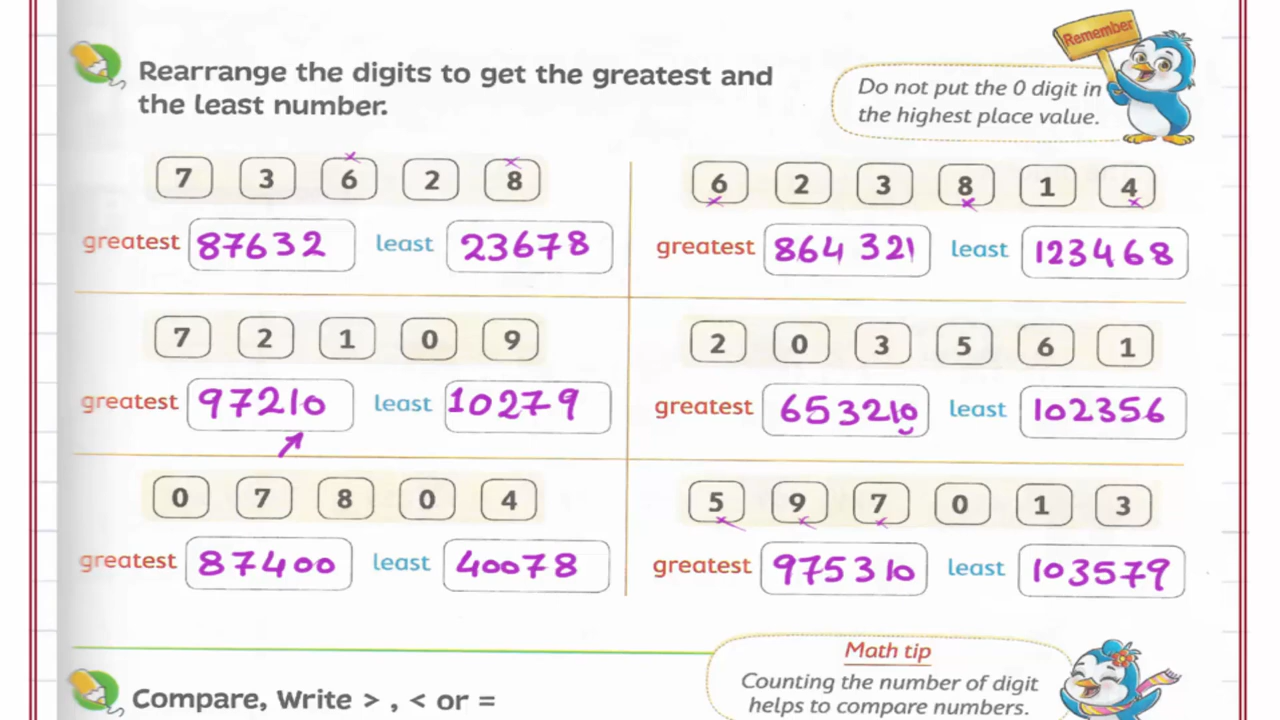 Remember
Rearrange the digits to get the greatest and
the least number.
Do not put the 0 digit in
the highest place value.
7 3 6 2 8
greatest 87632 least 23678
6 2 3 8 1 4
greatest 864321 least 123468
7 2 1 0 9
greatest 97210 least 10279
2 0 3 5 6 1
greatest 653210 least 102356
0 7 8 0 4
greatest 87400 least 40078
5 9 7 0 1 3
greatest 975310 least 103579
Math tip
Counting the number of digit
helps to compare numbers.
Compare, Write > , < or =